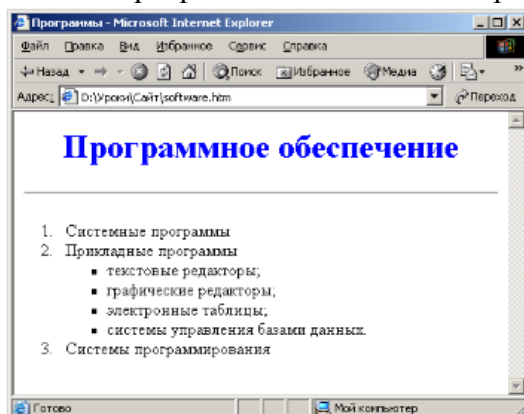 Программы - Microsoft Internet Explorer
Файл Правка Вид Избранное Сервис Справка
Назад Поиск Избранное Медиа »
Адрес: D:\Уроки\Сайт\software.htm Переход
Программное обеспечение
1. Системные программы
2. Прикладные программы
▪ текстовые редакторы;
▪ графические редакторы;
▪ электронные таблицы;
▪ системы управления базами данных.
3. Системы программирования
Готово Мой компьютер